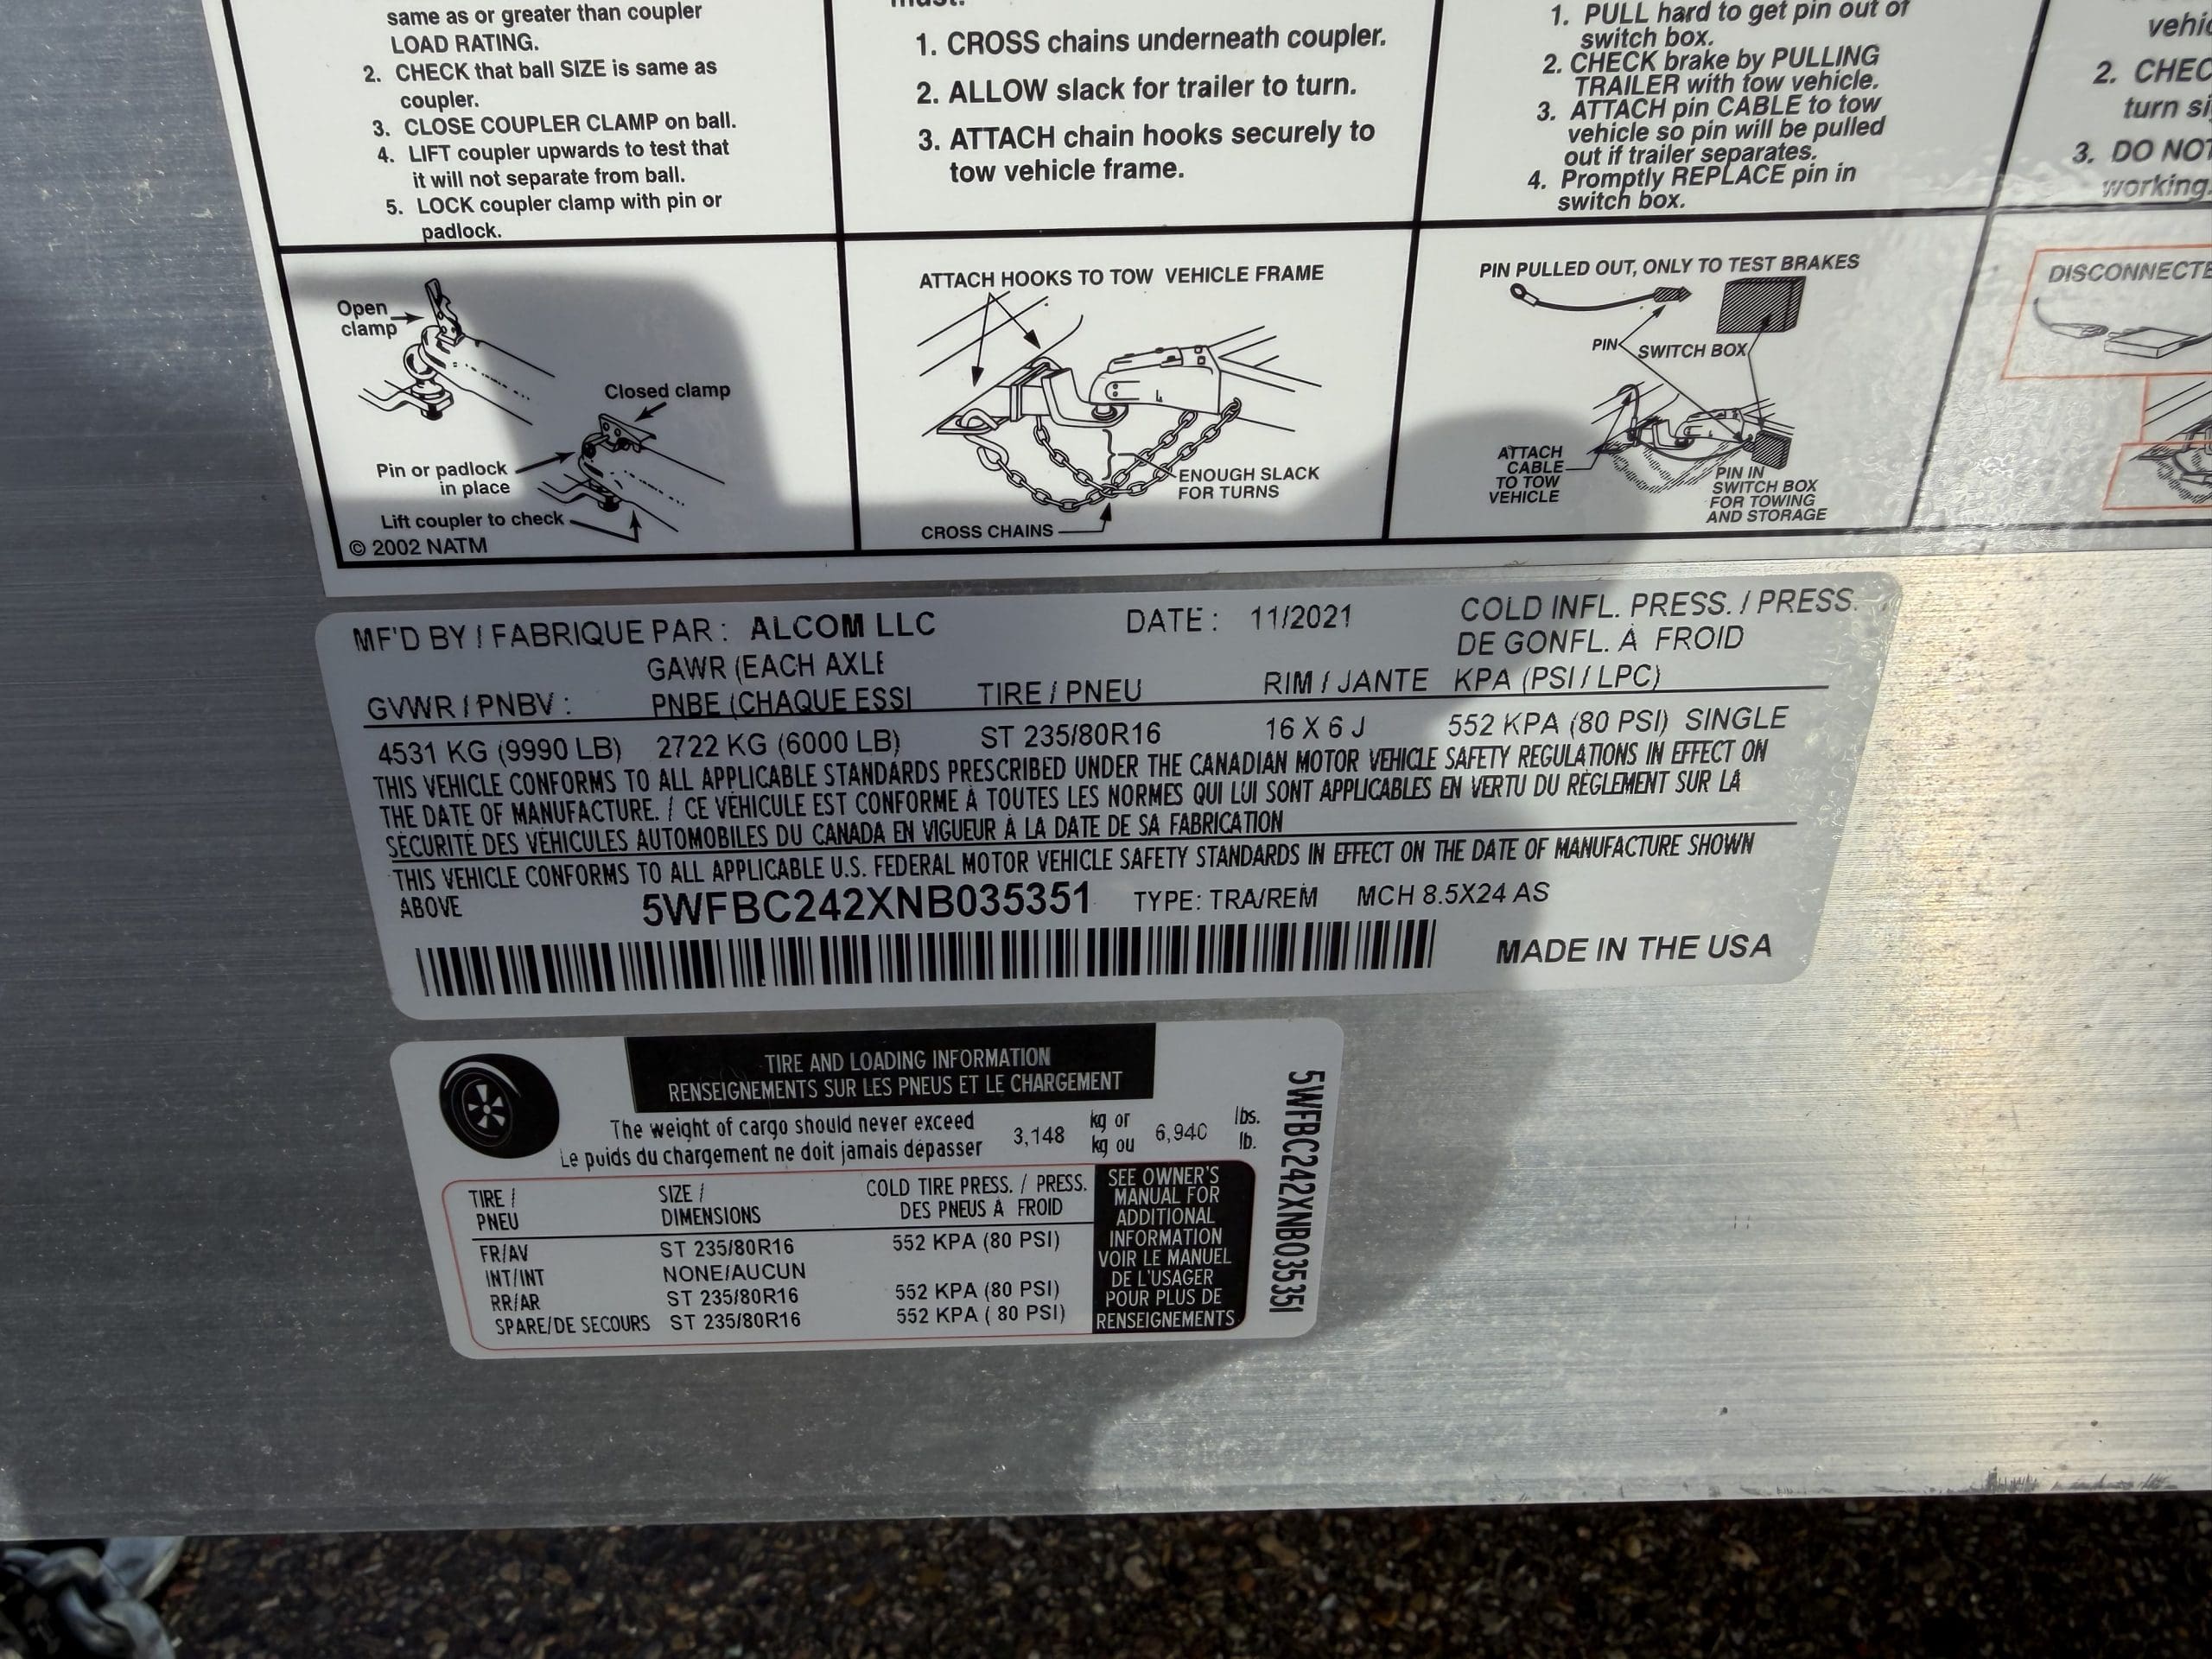 same as or greater than coupler
LOAD RATING.
2. CHECK that ball SIZE is same as
coupler.
3. CLOSE COUPLER CLAMP on ball.
4. LIFT coupler upwards to test that
it will not separate from ball.
5. LOCK coupler clamp with pin or
padlock.
1. CROSS chains underneath coupler.
2. ALLOW slack for trailer to turn.
3. ATTACH chain hooks securely to
tow vehicle frame.
1. PULL hard to get pin out of
switch box.
2. CHECK brake by PULLING
TRAILER with tow vehicle.
3. ATTACH pin CABLE to tow
vehicle so pin will be pulled
out if trailer separates.
4. Promptly REPLACE pin in
switch box.
2.
turn
3. DO NOT
working.
Open
clamp
Closed clamp
Pin or padlock
in place
Lift coupler to check
© 2002 NATM
ATTACH HOOKS TO TOW VEHICLE FRAME
ENOUGH SLACK
FOR TURNS
CROSS CHAINS
PIN PULLED OUT, ONLY TO TEST BRAKES
PIN
SWITCH BOX
ATTACH
CABLE
TO TOW
VEHICLE
PIN IN
SWITCH BOX
FOR TOWING
AND STORAGE
DISCONNECTE
MF'D BY / FABRIQUE PAR : ALCOM LLC DATE : 11/2021 COLD INFL. PRESS. / PRESS.
DE GONFL. À FROID
GAWR (EACH AXLE
GVWR / PNBV : PNBE (CHAQUE ESSI TIRE / PNEU RIM / JANTE KPA (PSI / LPC)
4531 KG (9990 LB) 2722 KG (6000 LB) ST 235/80R16 16 X 6 J 552 KPA (80 PSI) SINGLE
THIS VEHICLE CONFORMS TO ALL APPLICABLE STANDARDS PRESCRIBED UNDER THE CANADIAN MOTOR VEHICLE SAFETY REGULATIONS IN EFFECT ON
THE DATE OF MANUFACTURE. / CE VÉHICULE EST CONFORME À TOUTES LES NORMES QUI LUI SONT APPLICABLES EN VERTU DU RÈGLEMENT SUR LA
SÉCURITÉ DES VÉHICULES AUTOMOBILES DU CANADA EN VIGUEUR À LA DATE DE SA FABRICATION
THIS VEHICLE CONFORMS TO ALL APPLICABLE U.S. FEDERAL MOTOR VEHICLE SAFETY STANDARDS IN EFFECT ON THE DATE OF MANUFACTURE SHOWN
ABOVE 5WFBC242XNB035351 TYPE: TRA/REM MCH 8.5X24 AS
MADE IN THE USA
TIRE AND LOADING INFORMATION
RENSEIGNEMENTS SUR LES PNEUS ET LE CHARGEMENT
The weight of cargo should never exceed 3,148 kg or 6,940 lbs.
Le puids du chargement ne doit jamais dépasser kg ou lb.
TIRE / SIZE / COLD TIRE PRESS. / PRESS.
PNEU DIMENSIONS DES PNEUS A FROID
FR/AV ST 235/80R16 552 KPA (80 PSI)
INT/INT NONE/AUCUN
RR/AR ST 235/80R16 552 KPA (80 PSI)
SPARE/DE SECOURS ST 235/80R16 552 KPA ( 80 PSI)
SEE OWNER'S
MANUAL FOR
ADDITIONAL
INFORMATION
VOIR LE MANUEL
DE L'USAGER
POUR PLUS DE
RENSEIGNEMENTS
5WFBC242XNB035351